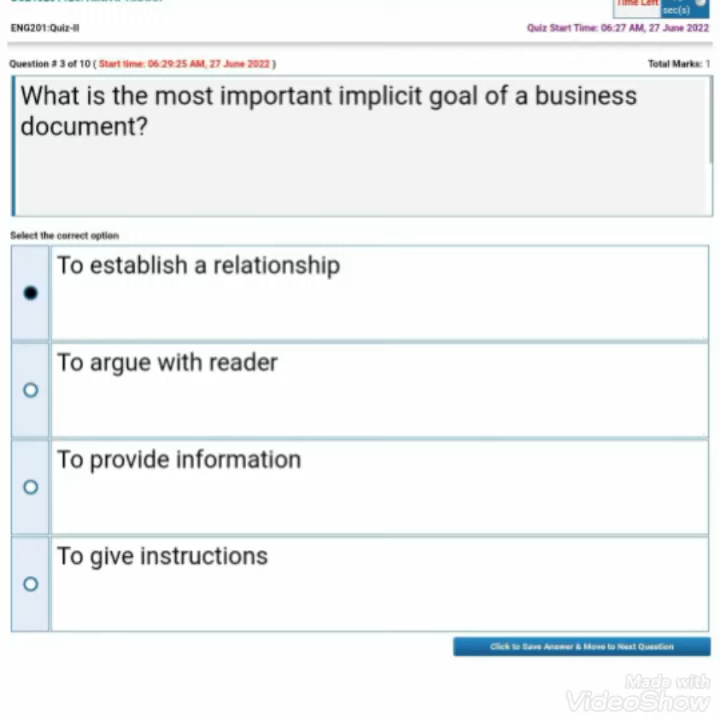 Time Left
sec(s)
ENG201:Quiz-II
Quiz Start Time: 06:27 AM, 27 June 2022
Question # 3 of 10 ( Start time: 06:29:25 AM, 27 June 2022 )
Total Marks: 1
What is the most important implicit goal of a business
document?
Select the correct option
To establish a relationship
To argue with reader
To provide information
To give instructions
Click to Save Answer & Move to Next Question
Made with
VideoShow